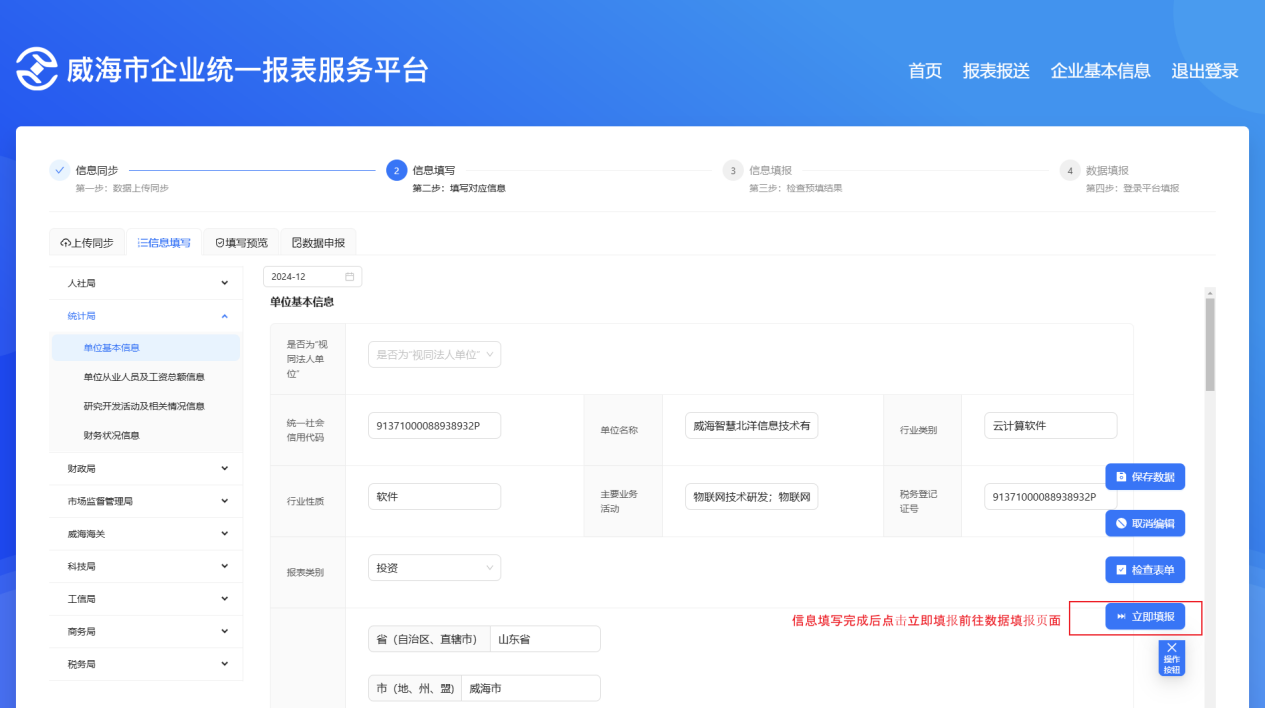 威海市企业统一报表服务平台
首页 报表报送 企业基本信息 退出登录
信息同步
第一步：数据上传同步
2 信息填写
第二步：填写对应信息
3 信息填报
第三步：检查预填结果
4 数据填报
第四步：登录平台填报
上传同步 信息填写 填写预览 数据申报
人社局
统计局
单位基本信息
单位从业人员及工资总额信息
研究开发活动及相关情况信息
财务状况信息
财政局
市场监督管理局
威海海关
科技局
工信局
商务局
税务局
2024-12
单位基本信息
是否为“视
同法人单
位”
是否为“视同法人单位”
统一社会
信用代码
91371000088938932P
单位名称
威海智慧北洋信息技术有
行业类别
云计算软件
行业性质
软件
主要业务
活动
物联网技术研发；物联网
税务登记
证号
91371000088938932P
报表类别
投资
省（自治区、直辖市） 山东省
市（地、州、盟） 威海市
保存数据
取消编辑
检查表单
信息填写完成后点击立即填报前往数据填报页面
立即填报
操作
按钮